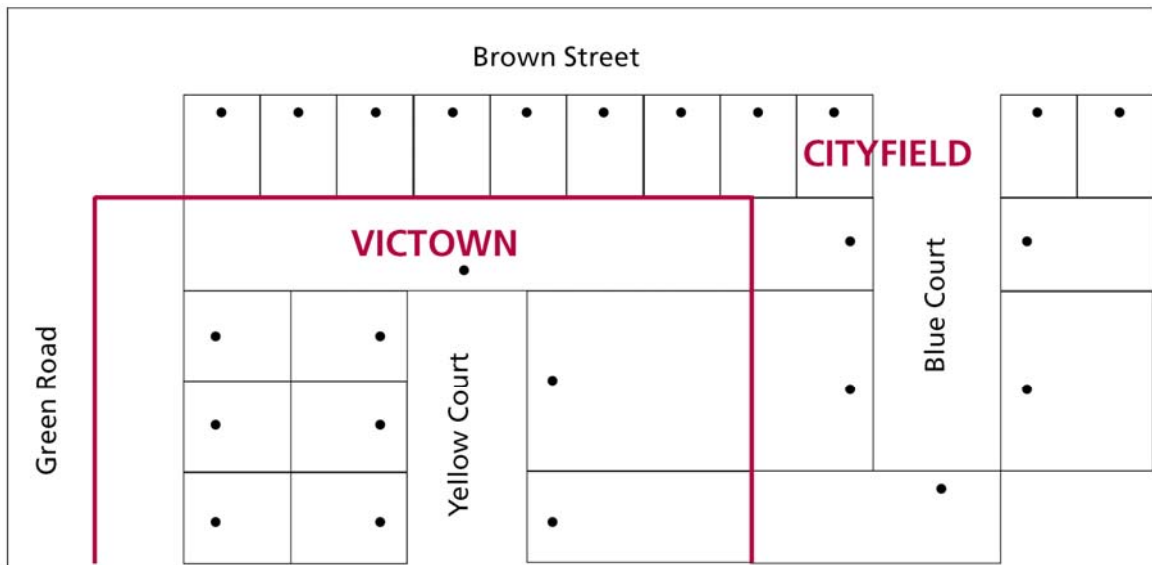 Brown Street
CITYFIELD
VICTOWN
Blue Court
Green Road
Yellow Court